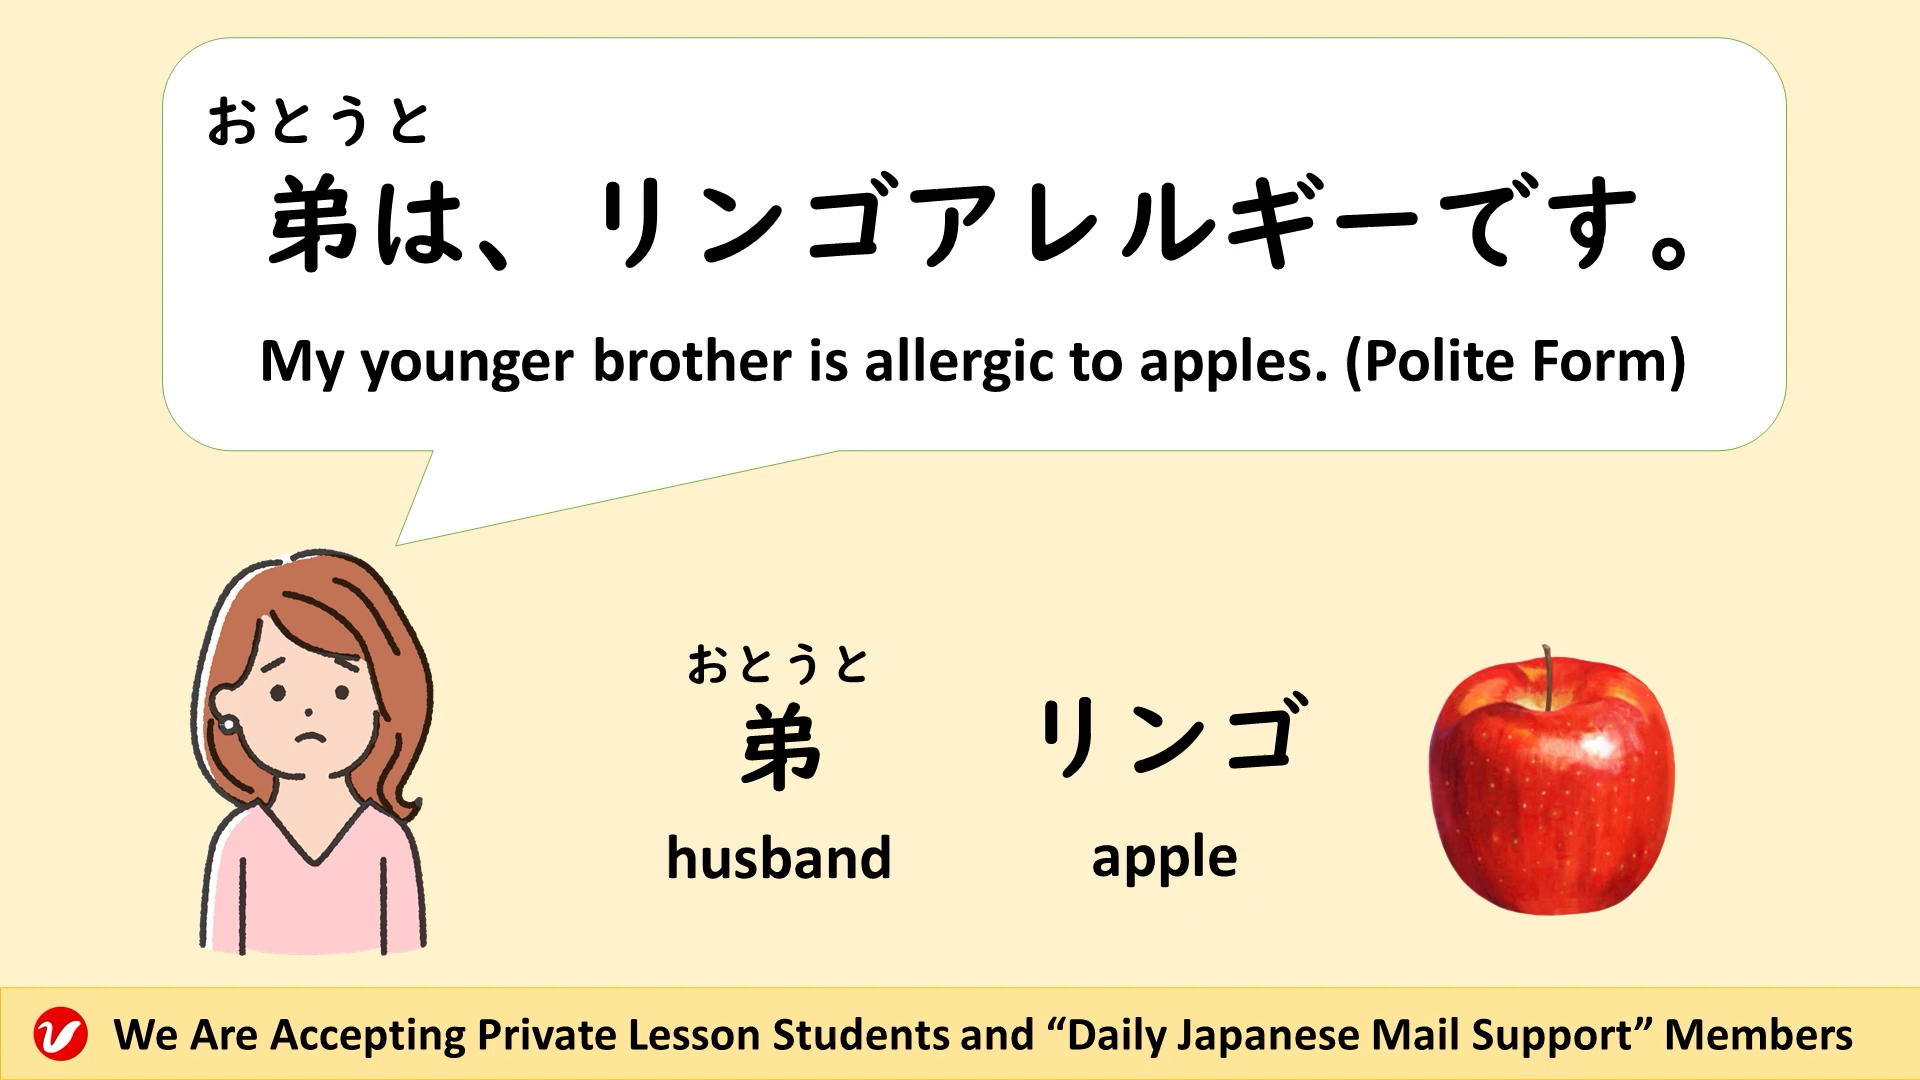 おとうと
弟は、リンゴアレルギーです。
My younger brother is allergic to apples. (Polite Form)
おとうと
弟
husband
リンゴ
apple
We Are Accepting Private Lesson Students and “Daily Japanese Mail Support” Members